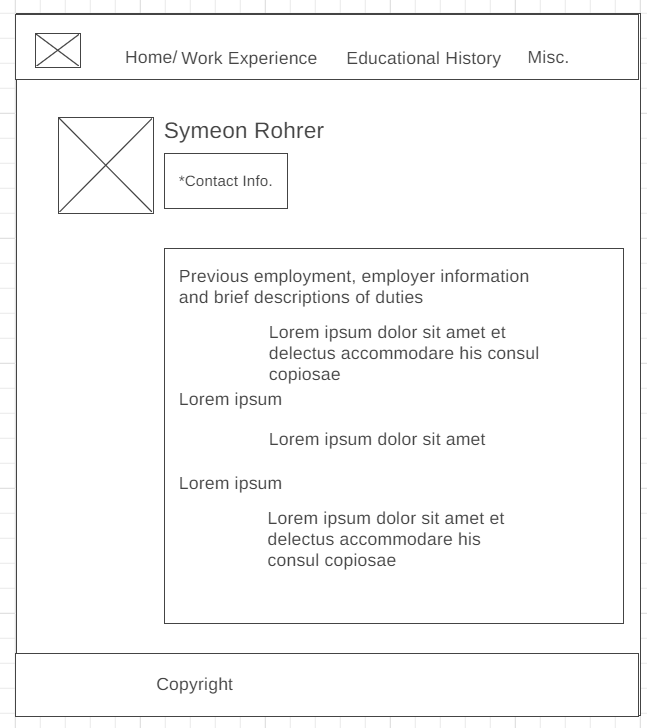 Home/ Work Experience Educational History Misc.
Symeon Rohrer
*Contact Info.
Previous employment, employer information
and brief descriptions of duties
Lorem ipsum dolor sit amet et
delectus accommodare his consul
copiosae
Lorem ipsum
Lorem ipsum dolor sit amet
Lorem ipsum
Lorem ipsum dolor sit amet et
delectus accommodare his
consul copiosae
Copyright